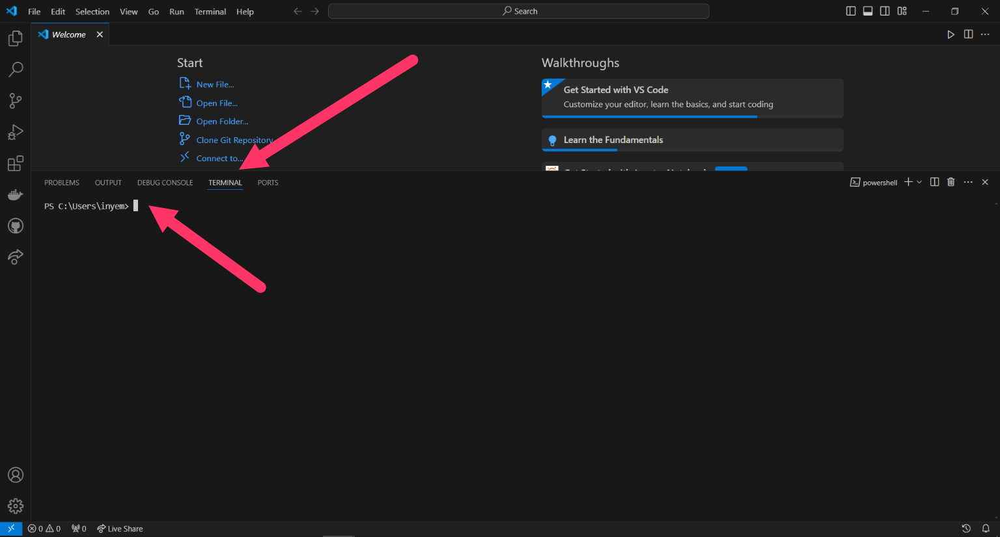 File Edit Selection View Go Run Terminal Help Search
Welcome
Start
New File...
Open File...
Open Folder...
Clone Git Repository
Connect to...
Walkthroughs
Get Started with VS Code
Customize your editor, learn the basics, and start coding
Learn the Fundamentals
PROBLEMS OUTPUT DEBUG CONSOLE TERMINAL PORTS powershell
PS C:\Users\inyem>
0 0 0 Live Share